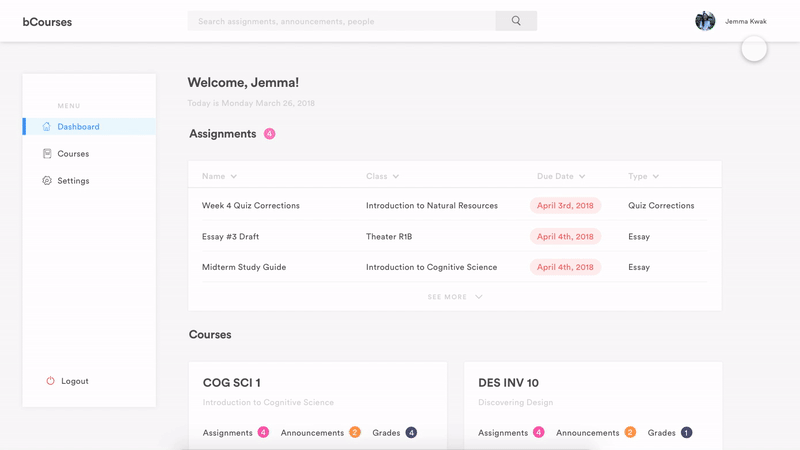 bCourses
Search assignments, announcements, people
Jemma Kwak
MENU
Dashboard
Courses
Settings
Logout
Welcome, Jemma!
Today is Monday March 26, 2018
Assignments 4
Name Class Due Date Type
Week 4 Quiz Corrections Introduction to Natural Resources April 3rd, 2018 Quiz Corrections
Essay #3 Draft Theater R1B April 4th, 2018 Essay
Midterm Study Guide Introduction to Cognitive Science April 4th, 2018 Essay
SEE MORE
Courses
COG SCI 1
Introduction to Cognitive Science
Assignments 4 Announcements 2 Grades 4
DES INV 10
Discovering Design
Assignments 4 Announcements 2 Grades 1